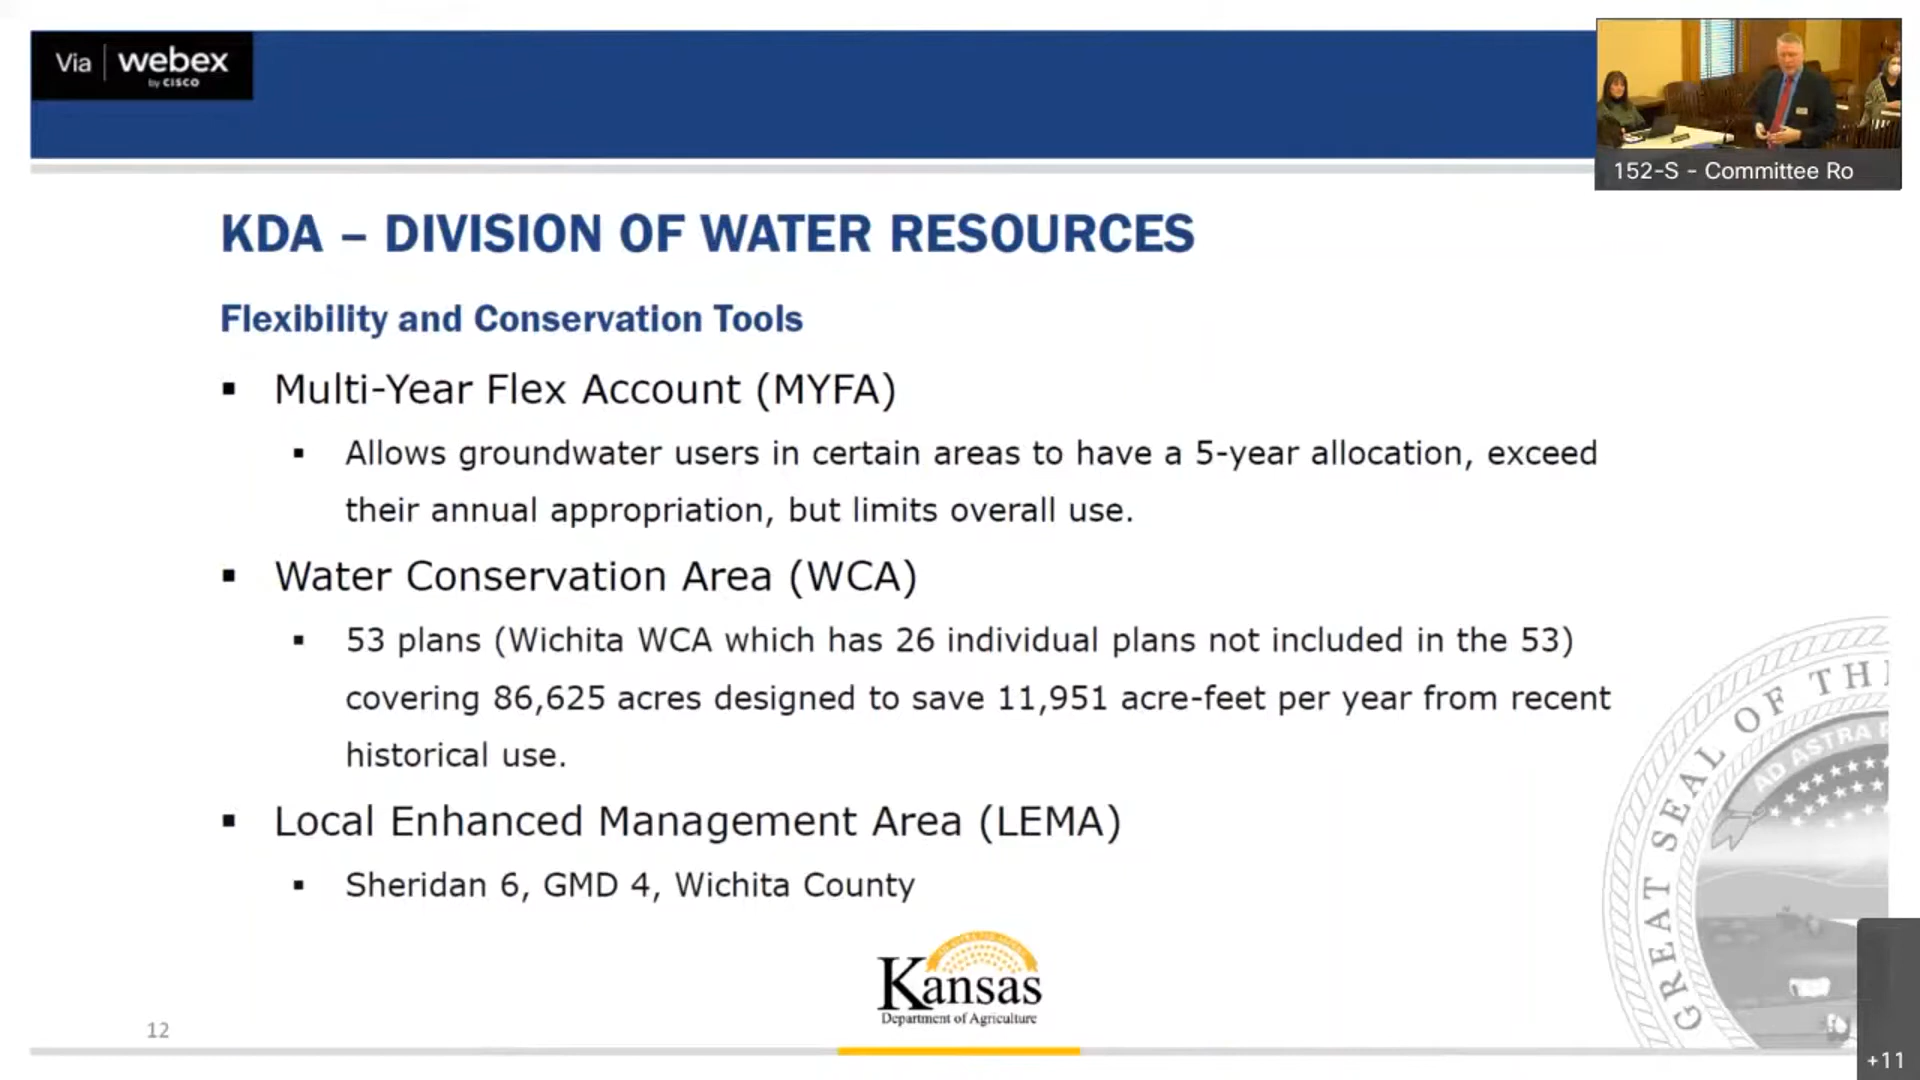 Via webex
by CISCO
152-S - Committee Ro
KDA – DIVISION OF WATER RESOURCES
Flexibility and Conservation Tools
▪ Multi-Year Flex Account (MYFA)
▪ Allows groundwater users in certain areas to have a 5-year allocation, exceed
their annual appropriation, but limits overall use.
▪ Water Conservation Area (WCA)
▪ 53 plans (Wichita WCA which has 26 individual plans not included in the 53)
covering 86,625 acres designed to save 11,951 acre-feet per year from recent
historical use.
▪ Local Enhanced Management Area (LEMA)
▪ Sheridan 6, GMD 4, Wichita County
GREAT SEAL OF THE
AD ASTRA
Kansas
Department of Agriculture
12
+11